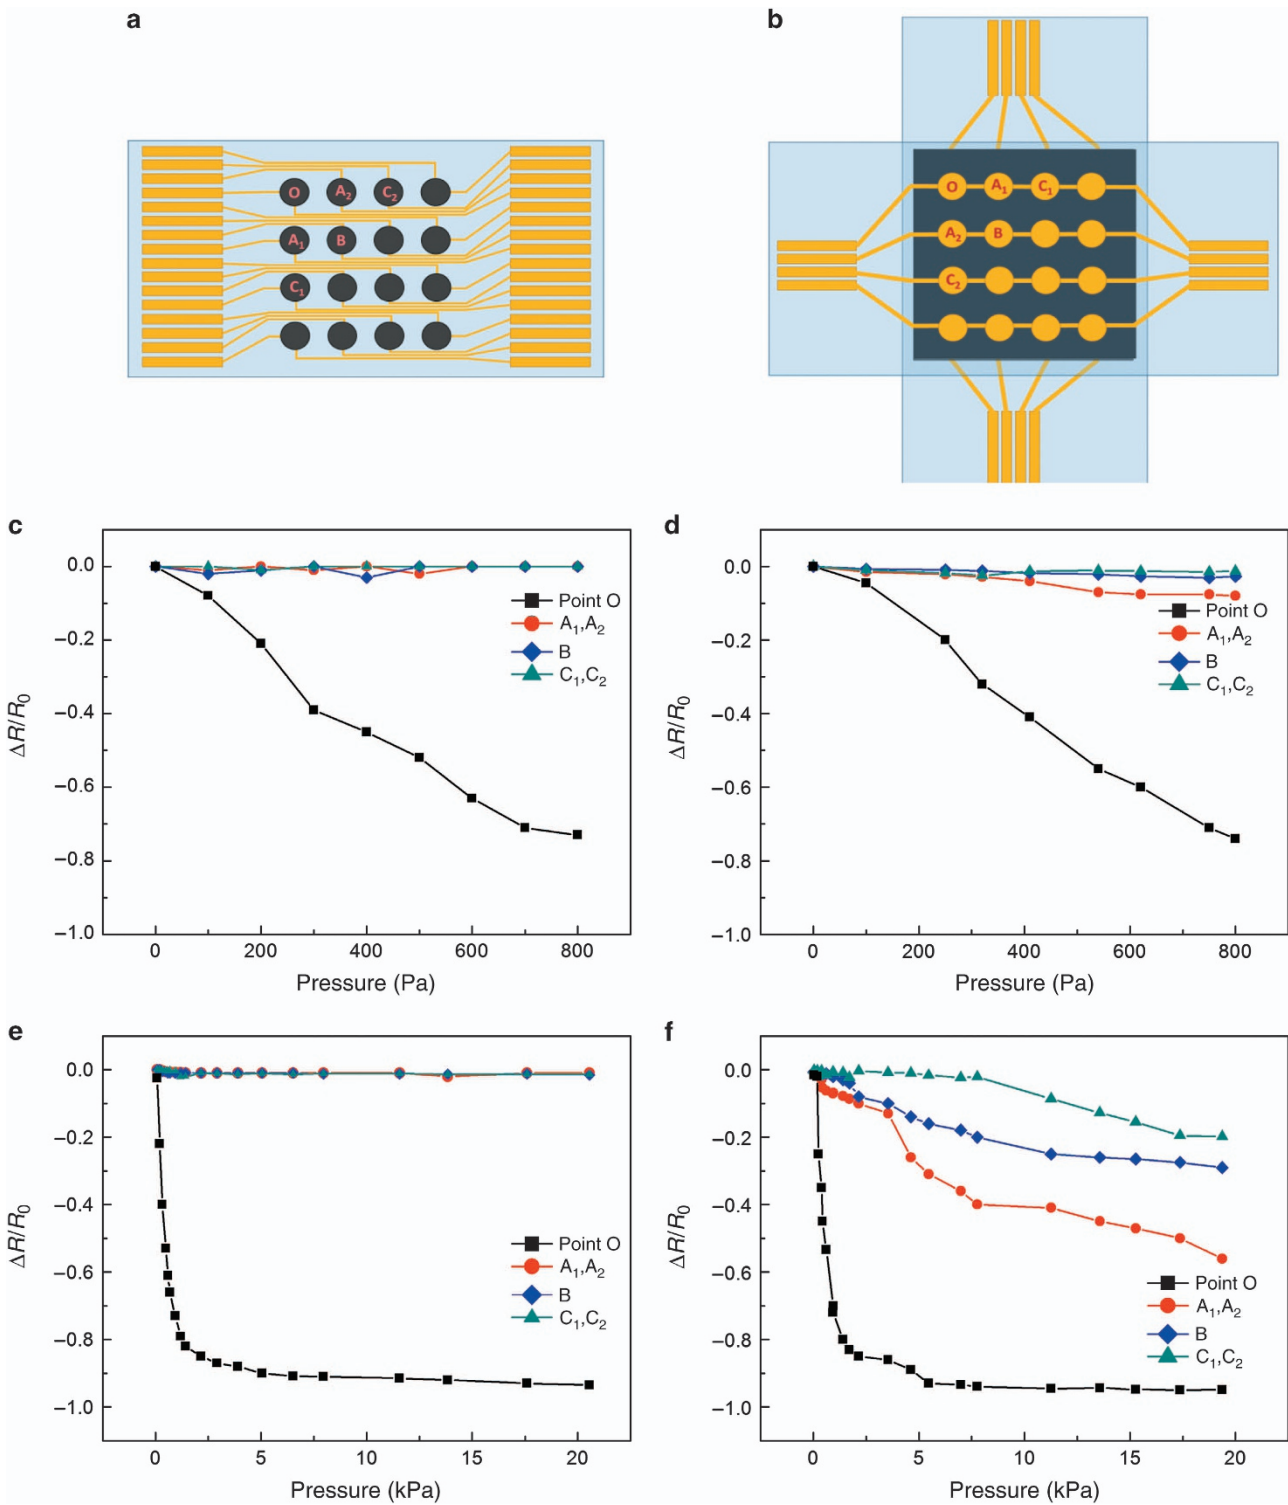 a
b
O A₂ C₂
A₁ B
C₁
O A₁ C₁
A₂ B
C₂
c
0.0
−0.2
−0.4
−0.6
−0.8
−1.0
0 200 400 600 800
ΔR/R₀
Pressure (Pa)
Point O
A₁,A₂
B
C₁,C₂
d
0.0
−0.2
−0.4
−0.6
−0.8
−1.0
0 200 400 600 800
ΔR/R₀
Pressure (Pa)
Point O
A₁,A₂
B
C₁,C₂
e
0.0
−0.2
−0.4
−0.6
−0.8
−1.0
0 5 10 15 20
ΔR/R₀
Pressure (kPa)
Point O
A₁,A₂
B
C₁,C₂
f
0.0
−0.2
−0.4
−0.6
−0.8
−1.0
0 5 10 15 20
ΔR/R₀
Pressure (kPa)
Point O
A₁,A₂
B
C₁,C₂